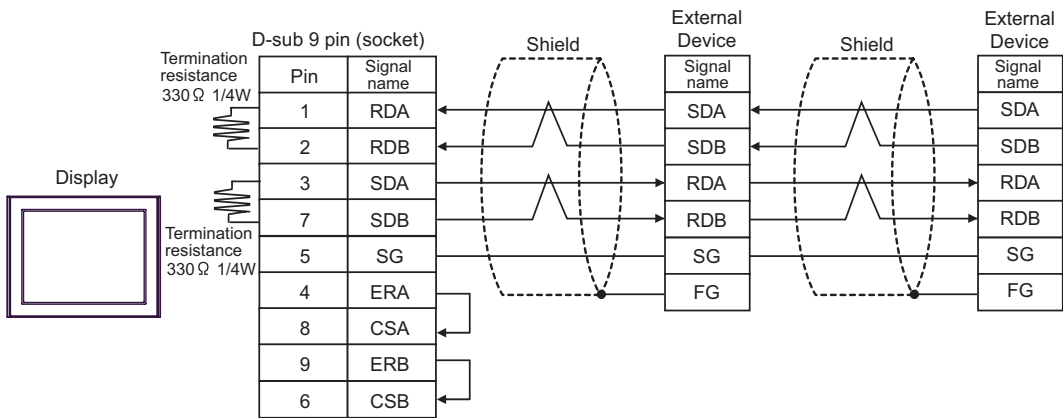 D-sub 9 pin (socket)
Shield
External
Device
Shield
External
Device
Termination
resistance
330 Ω 1/4W
Pin
Signal
name
Signal
name
Signal
name
1 RDA SDA SDA
2 RDB SDB SDB
Display
3 SDA RDA RDA
7 SDB RDB RDB
Termination
resistance
330 Ω 1/4W
5 SG SG SG
4 ERA FG FG
8 CSA
9 ERB
6 CSB